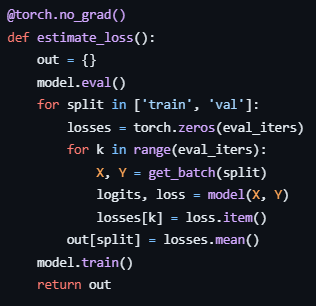 @torch.no_grad()
def estimate_loss():
    out = {}
    model.eval()
    for split in ['train', 'val']:
        losses = torch.zeros(eval_iters)
        for k in range(eval_iters):
            X, Y = get_batch(split)
            logits, loss = model(X, Y)
            losses[k] = loss.item()
        out[split] = losses.mean()
    model.train()
    return out